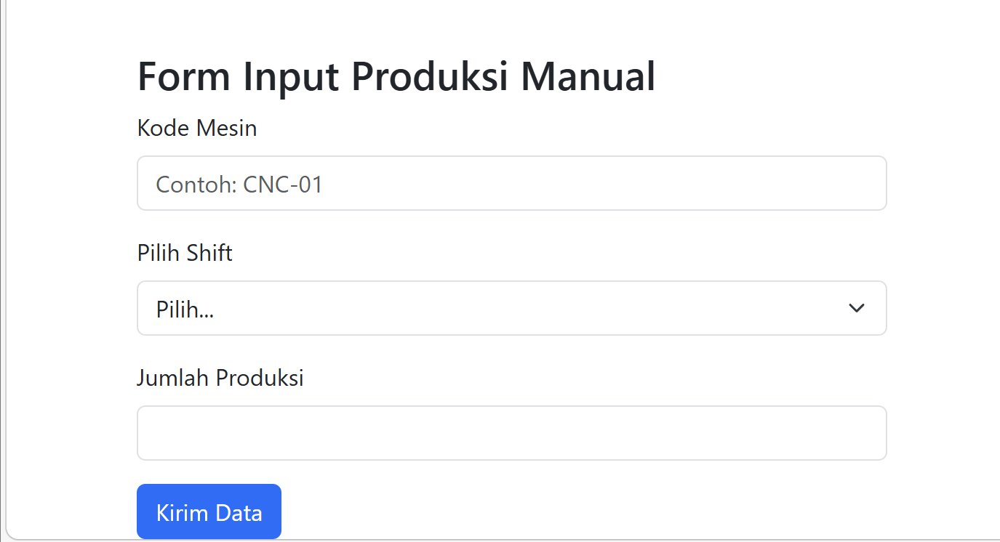 Form Input Produksi Manual
Kode Mesin
Contoh: CNC-01
Pilih Shift
Pilih...
Jumlah Produksi
Kirim Data